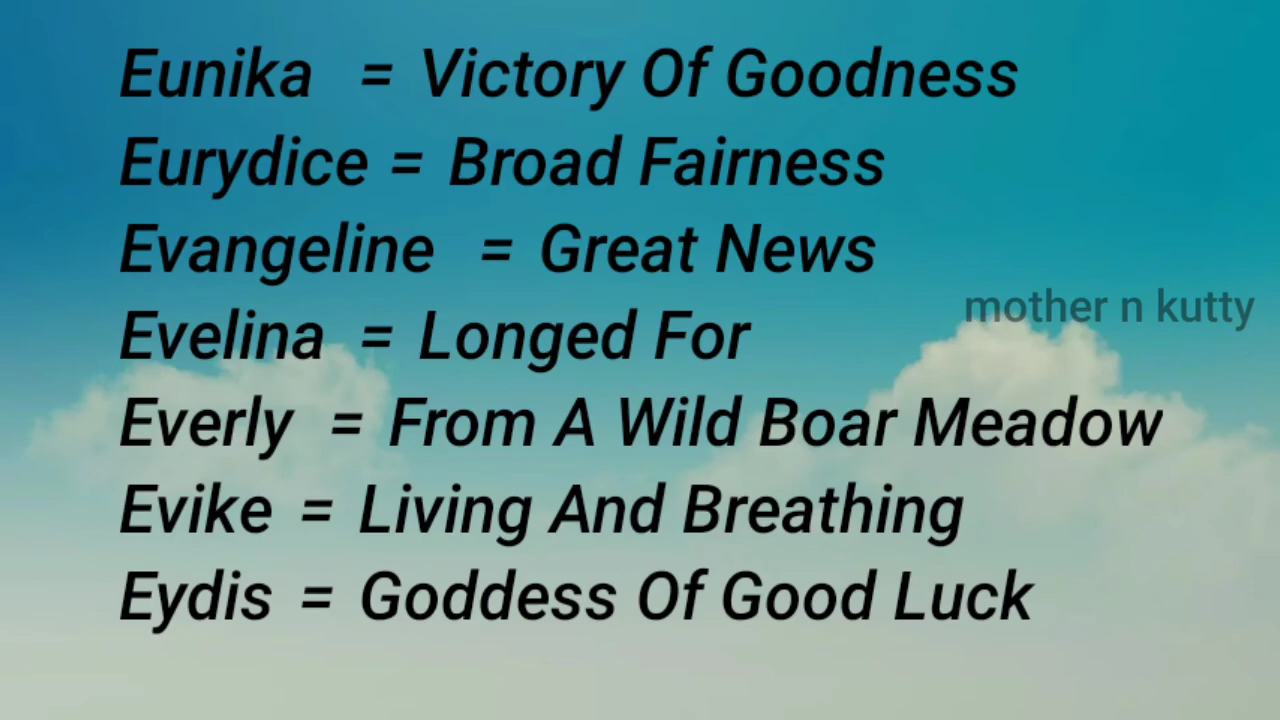 Eunika = Victory Of Goodness
Eurydice = Broad Fairness
Evangeline = Great News
mother n kutty
Evelina = Longed For
Everly = From A Wild Boar Meadow
Evike = Living And Breathing
Eydis = Goddess Of Good Luck